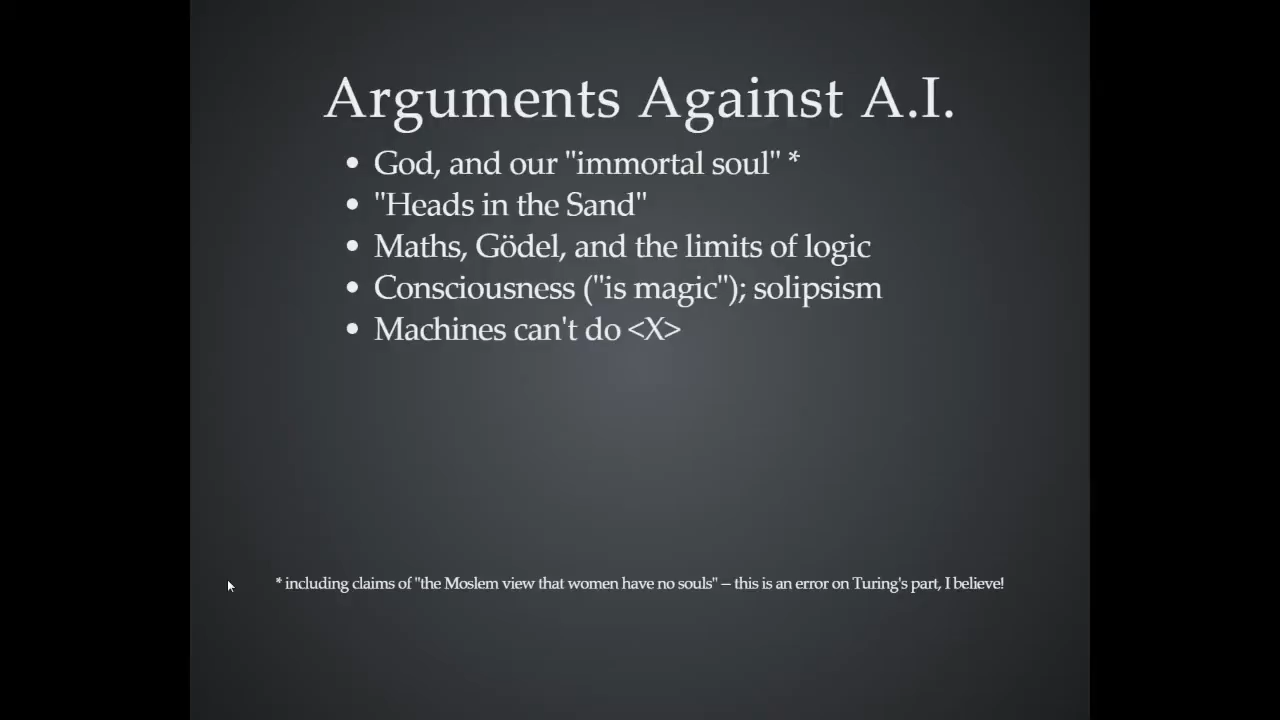 Arguments Against A.I.
• God, and our "immortal soul" *
• "Heads in the Sand"
• Maths, Gödel, and the limits of logic
• Consciousness ("is magic"); solipsism
• Machines can't do <X>
* including claims of "the Moslem view that women have no souls" – this is an error on Turing's part, I believe!